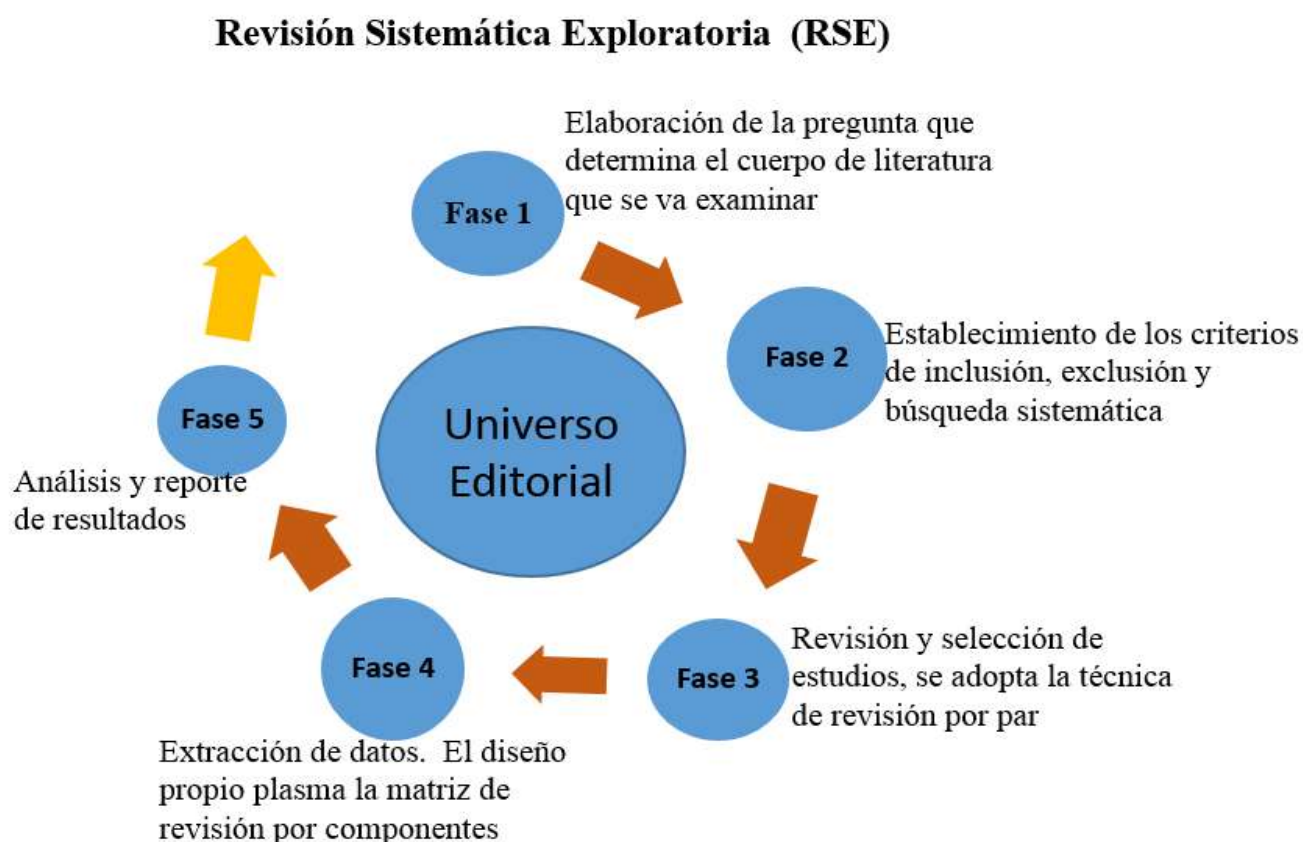 Revisión Sistemática Exploratoria (RSE)
Elaboración de la pregunta que
determina el cuerpo de literatura
que se va examinar
Fase 1
Fase 2
Establecimiento de los criterios
de inclusión, exclusión y
búsqueda sistemática
Universo
Editorial
Fase 3
Revisión y selección de
estudios, se adopta la técnica
de revisión por par
Fase 4
Extracción de datos. El diseño
propio plasma la matriz de
revisión por componentes
Fase 5
Análisis y reporte
de resultados